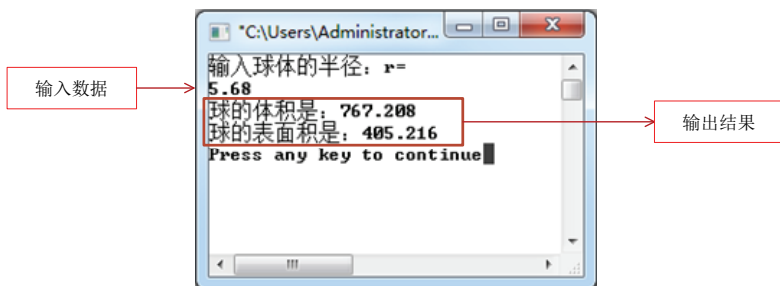 "C:\Users\Administrator...
输入球体的半径：r=
输入数据
5.68
球的体积是：767.208
球的表面积是：405.216
输出结果
Press any key to continue